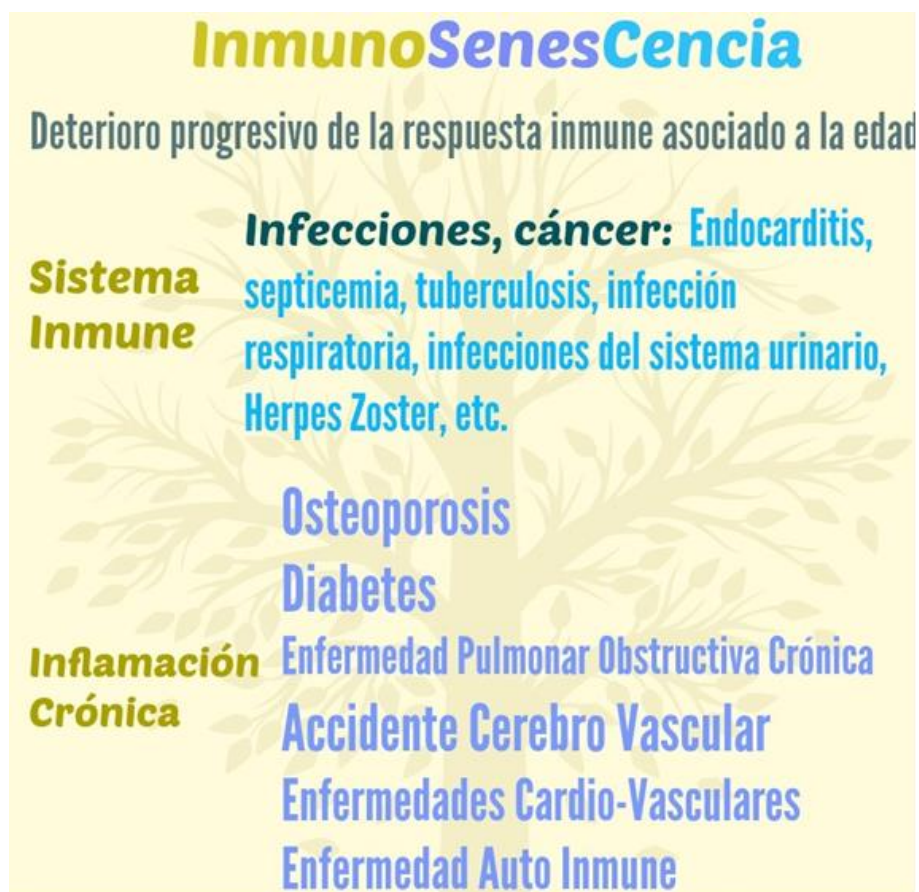 InmunoSenesCencia
Deterioro progresivo de la respuesta inmune asociado a la edad
Sistema
Inmune
Infecciones, cáncer: Endocarditis,
septicemia, tuberculosis, infección
respiratoria, infecciones del sistema urinario,
Herpes Zoster, etc.
Inflamación
Crónica
Osteoporosis
Diabetes
Enfermedad Pulmonar Obstructiva Crónica
Accidente Cerebro Vascular
Enfermedades Cardio-Vasculares
Enfermedad Auto Inmune